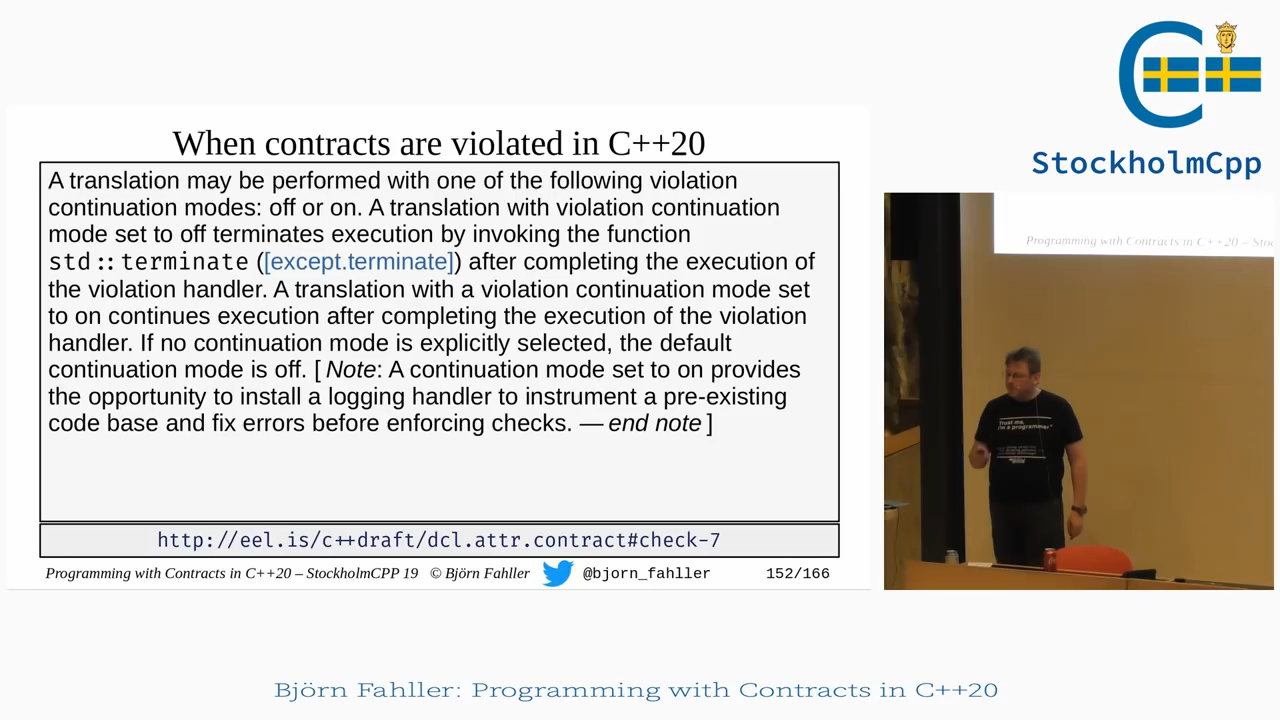 StockholmCpp
When contracts are violated in C++20
A translation may be performed with one of the following violation
continuation modes: off or on. A translation with violation continuation
mode set to off terminates execution by invoking the function
std::terminate ([except.terminate]) after completing the execution of
the violation handler. A translation with a violation continuation mode set
to on continues execution after completing the execution of the violation
handler. If no continuation mode is explicitly selected, the default
continuation mode is off. [ Note: A continuation mode set to on provides
the opportunity to install a logging handler to instrument a pre-existing
code base and fix errors before enforcing checks. — end note ]
http://eel.is/c++draft/dcl.attr.contract#check-7
Programming with Contracts in C++20 – StockholmCPP 19 © Björn Fahller @bjorn_fahller 152/166
Programming with Contracts in C++20 – Stoc
Trust me,
I'm a programmer"
Björn Fahller: Programming with Contracts in C++20